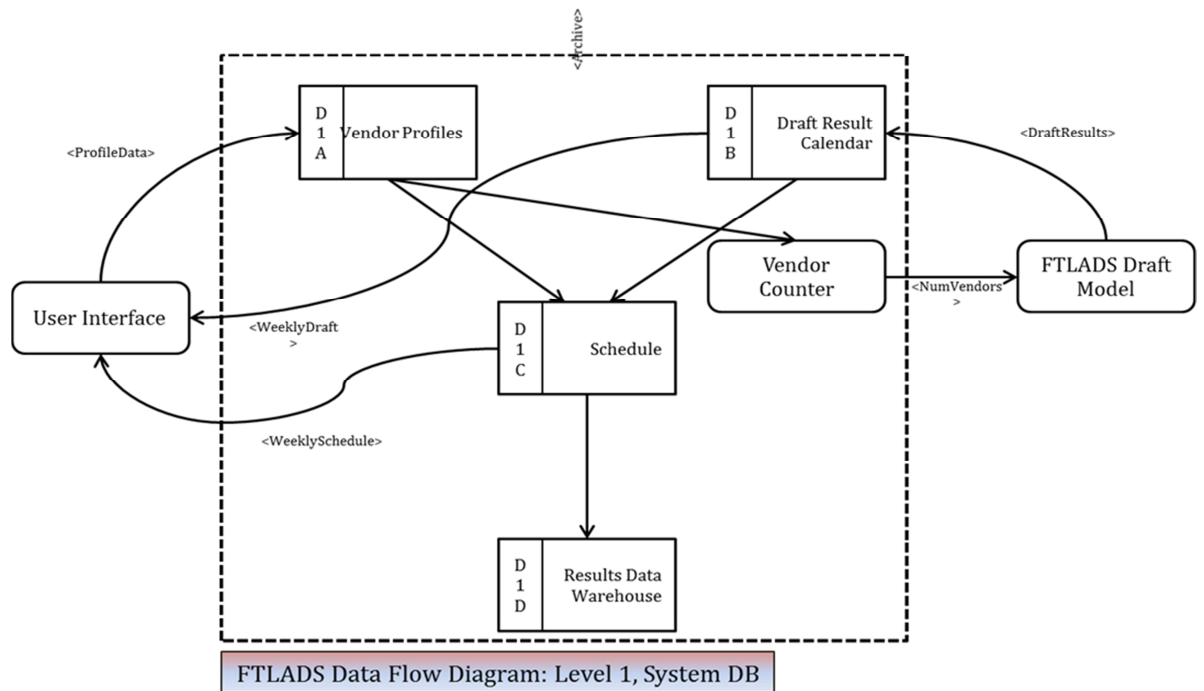 <Archive>
D
1
A
Vendor Profiles
D
1
B
Draft Result
Calendar
<ProfileData>
<DraftResults>
Vendor
Counter
FTLADS Draft
Model
<NumVendors
>
User Interface
<WeeklyDraft
>
D
1
C
Schedule
<WeeklySchedule>
D
1
D
Results Data
Warehouse
FTLADS Data Flow Diagram: Level 1, System DB